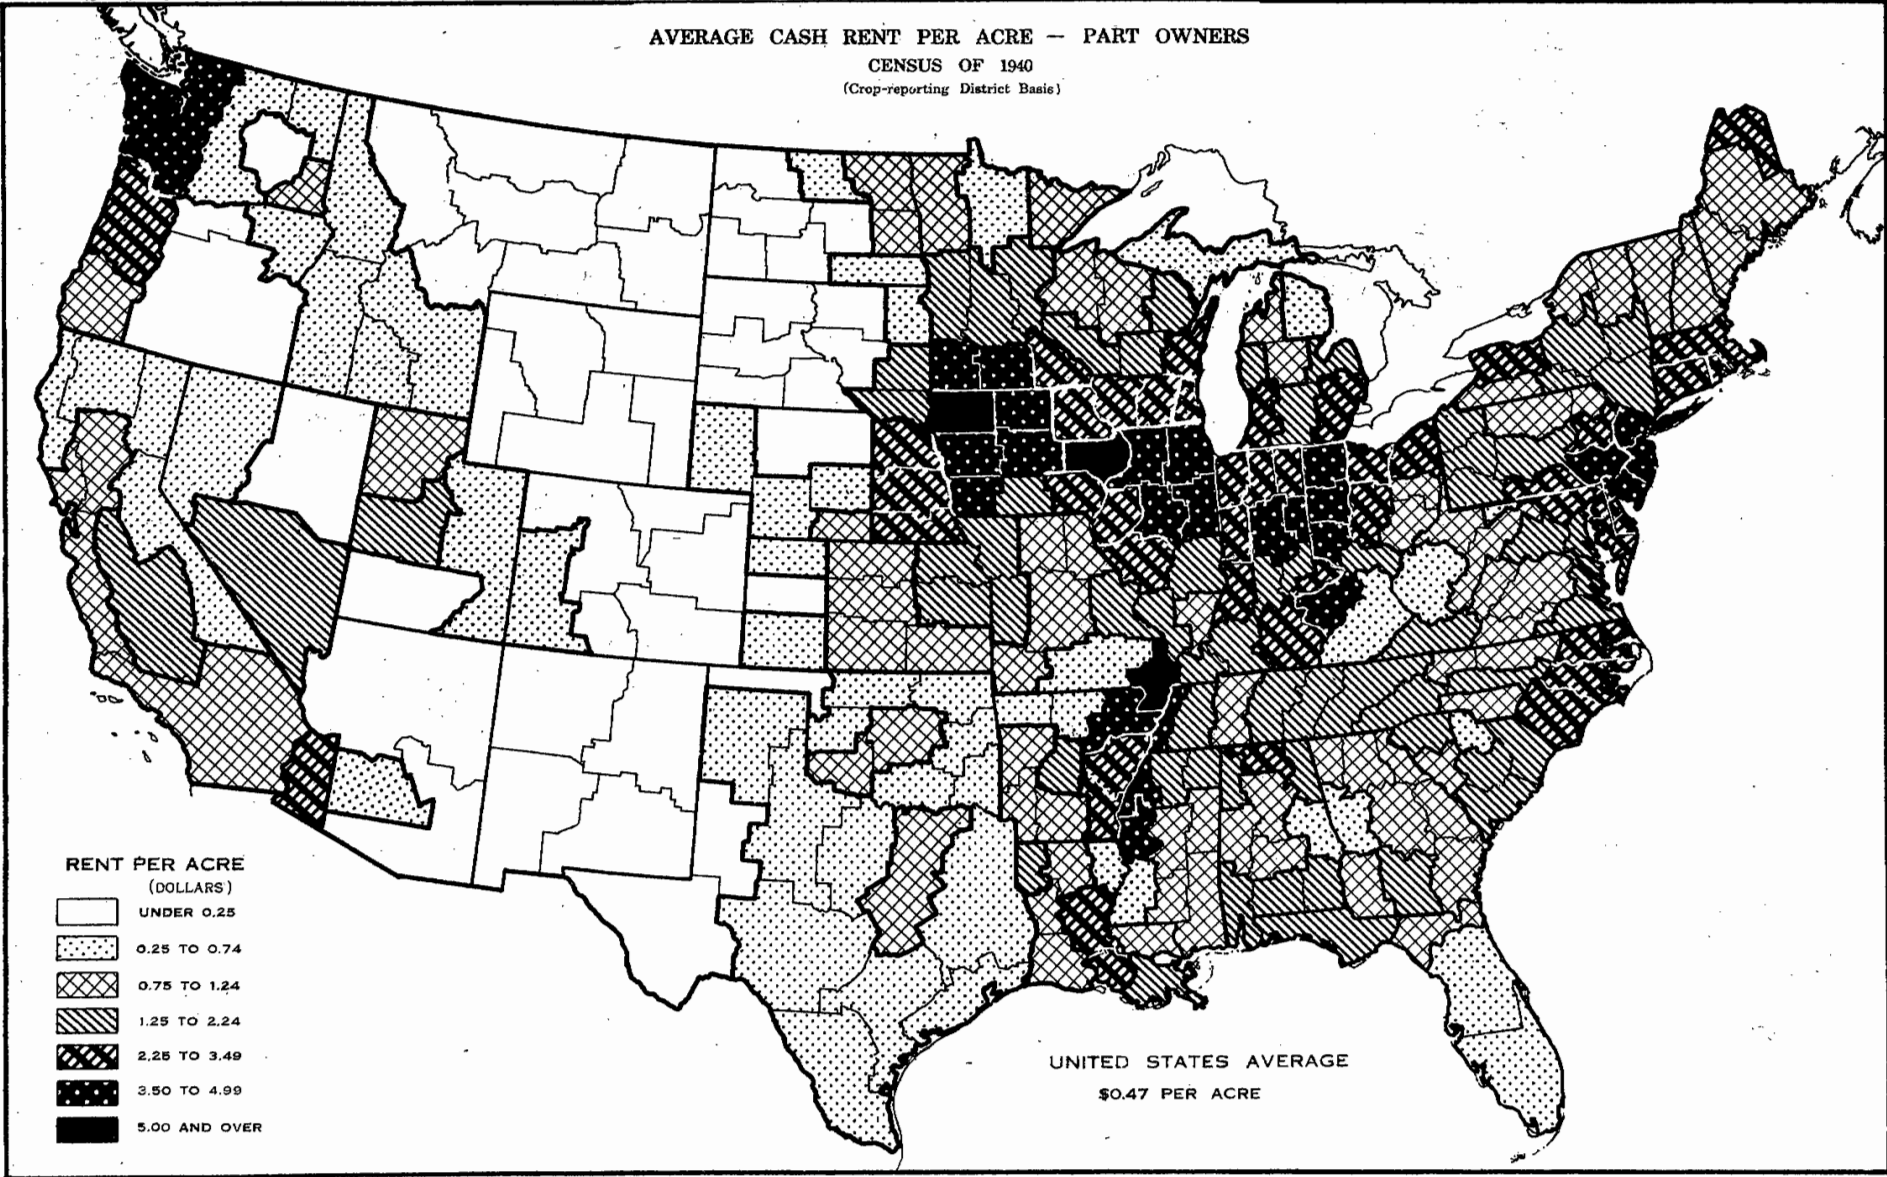 AVERAGE CASH RENT PER ACRE — PART OWNERS
CENSUS OF 1940
(Crop-reporting District Basis)
RENT PER ACRE
(DOLLARS)
UNDER 0.25
0.25 TO 0.74
0.75 TO 1.24
1.25 TO 2.24
2.25 TO 3.49
3.50 TO 4.99
5.00 AND OVER
UNITED STATES AVERAGE
$0.47 PER ACRE